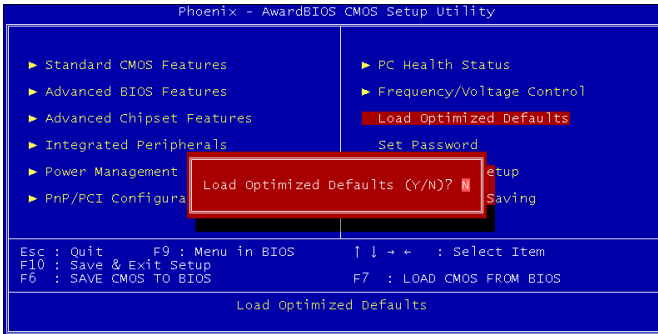 Phoenix - AwardBIOS CMOS Setup Utility
► Standard CMOS Features
► Advanced BIOS Features
► Advanced Chipset Features
► Integrated Peripherals
► Power Management
► PnP/PCI Configura
► PC Health Status
► Frequency/Voltage Control
Load Optimized Defaults
Set Password
etup
Saving
Load Optimized Defaults (Y/N)? N
Esc : Quit F9 : Menu in BIOS ↑ ↓ → ← : Select Item
F10 : Save & Exit Setup
F6 : SAVE CMOS TO BIOS F7 : LOAD CMOS FROM BIOS
Load Optimized Defaults